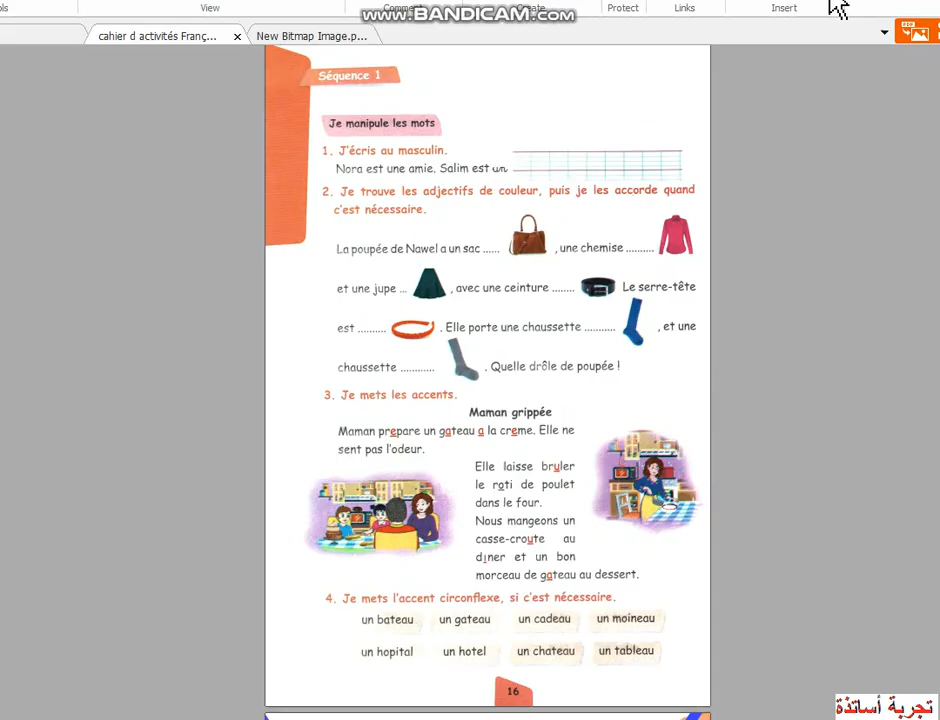 ols View Comment Create Protect Links Insert
www.BANDICAM.com
cahier d activités Franç... x New Bitmap Image.p...
Séquence 1
Je manipule les mots
1. J'écris au masculin.
Nora est une amie. Salim est un
2. Je trouve les adjectifs de couleur, puis je les accorde quand
c'est nécessaire.
La poupée de Nawel a un sac ...... , une chemise ..........
et une jupe ... , avec une ceinture ........ Le serre-tête
est .......... . Elle porte une chaussette ........... , et une
chaussette ............ . Quelle drôle de poupée !
3. Je mets les accents.
Maman grippée
Maman prepare un gateau a la creme. Elle ne
sent pas l'odeur.
Elle laisse bruler
le roti de poulet
dans le four.
Nous mangeons un
casse-croute au
dıner et un bon
morceau de gateau au dessert.
4. Je mets l'accent circonflexe, si c'est nécessaire.
un bateau un gateau un cadeau un moineau
un hopital un hotel un chateau un tableau
16
تجربة أساتذة